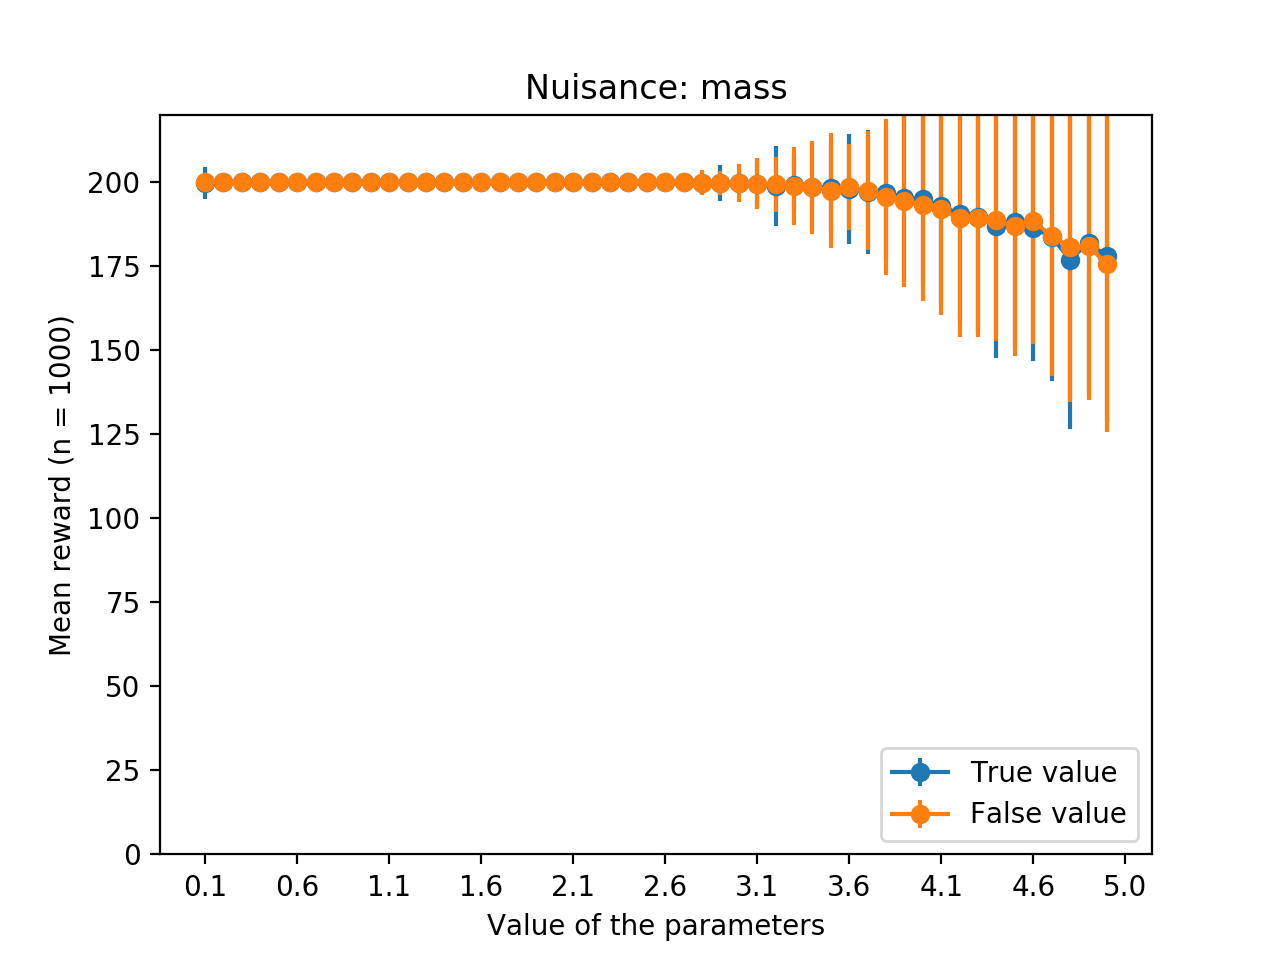 Nuisance: mass
Mean reward (n = 1000)
200
175
150
125
100
75
50
25
0
True value
False value
0.1 0.6 1.1 1.6 2.1 2.6 3.1 3.6 4.1 4.6 5.0
Value of the parameters